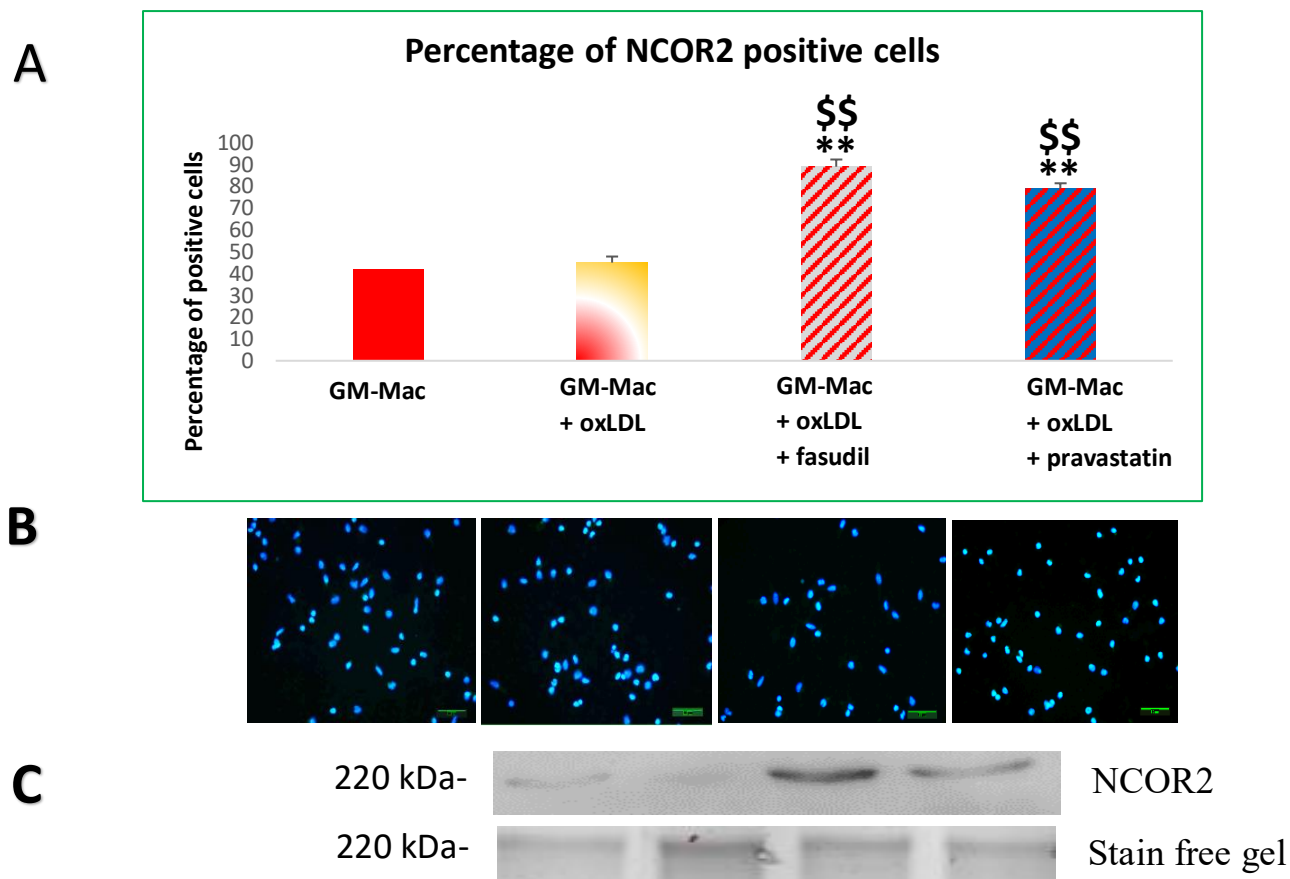 A
Percentage of NCOR2 positive cells
Percentage of positive cells
100
90
80
70
60
50
40
30
20
10
0
$$
**
$$
**
GM-Mac
GM-Mac
+ oxLDL
GM-Mac
+ oxLDL
+ fasudil
GM-Mac
+ oxLDL
+ pravastatin
B
C
220 kDa-
NCOR2
220 kDa-
Stain free gel